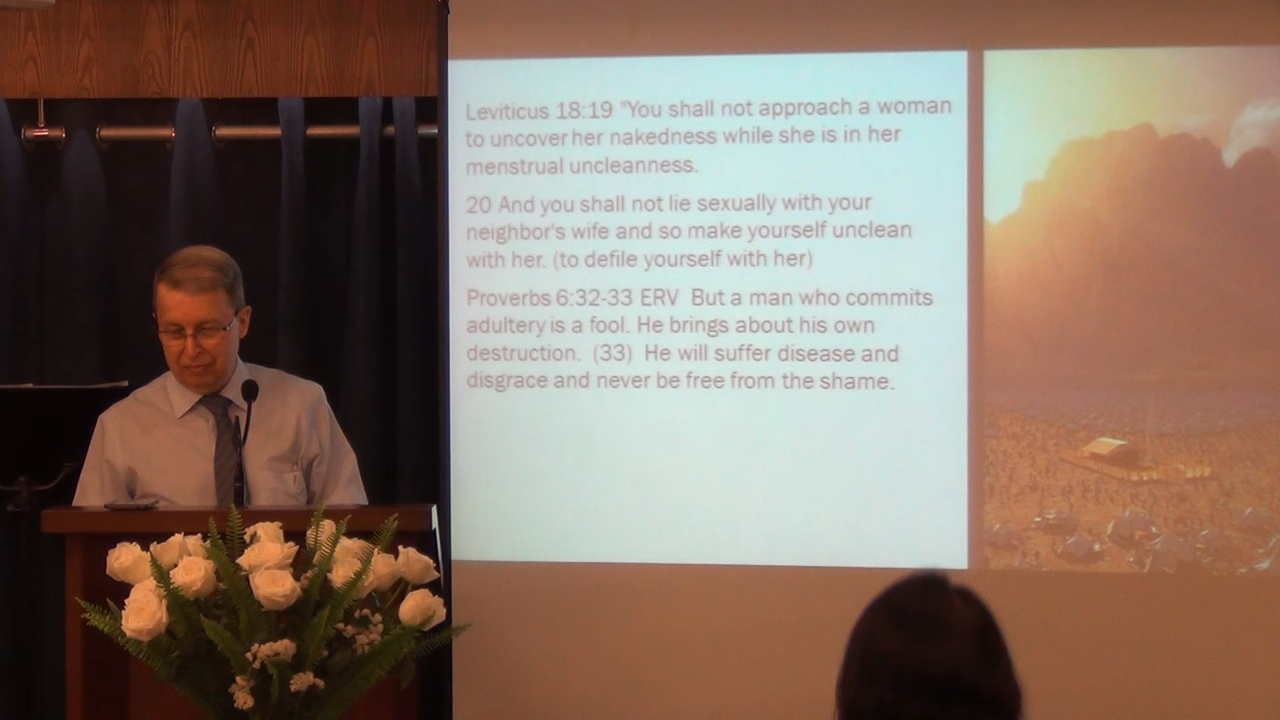 Leviticus 18:19 "You shall not approach a woman
to uncover her nakedness while she is in her
menstrual uncleanness.
20 And you shall not lie sexually with your
neighbor's wife and so make yourself unclean
with her. (to defile yourself with her)
Proverbs 6:32-33 ERV But a man who commits
adultery is a fool. He brings about his own
destruction. (33) He will suffer disease and
disgrace and never be free from the shame.